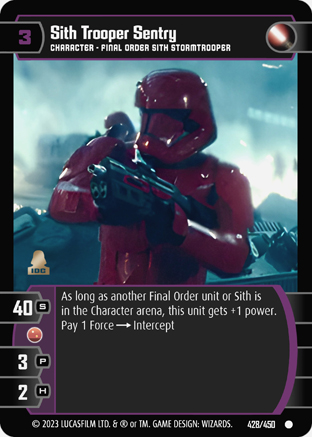 3 Sith Trooper Sentry
CHARACTER - FINAL ORDER SITH STORMTROOPER
IDC
40 S
As long as another Final Order unit or Sith is
in the Character arena, this unit gets +1 power.
Pay 1 Force → Intercept
3 P
2 H
© 2023 LUCASFILM LTD. & ® or TM. GAME DESIGN: WIZARDS. 428/450